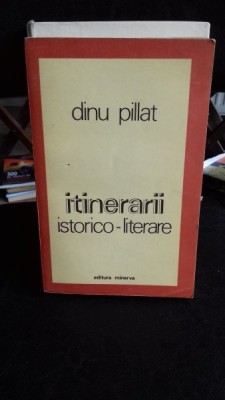 dinu pillat
itinerarii
istorico-literare
editura minerva